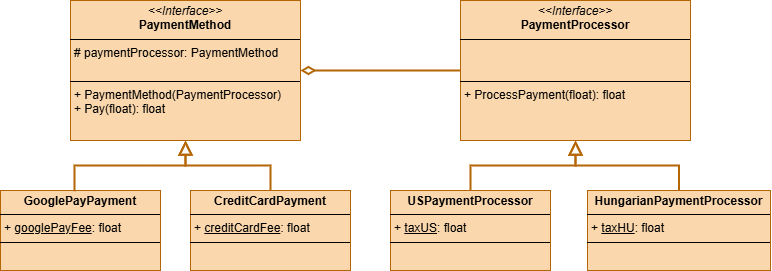 <<Interface>>
PaymentMethod
# paymentProcessor: PaymentMethod
+ PaymentMethod(PaymentProcessor)
+ Pay(float): float
<<Interface>>
PaymentProcessor
+ ProcessPayment(float): float
GooglePayPayment
+ googlePayFee: float
CreditCardPayment
+ creditCardFee: float
USPaymentProcessor
+ taxUS: float
HungarianPaymentProcessor
+ taxHU: float